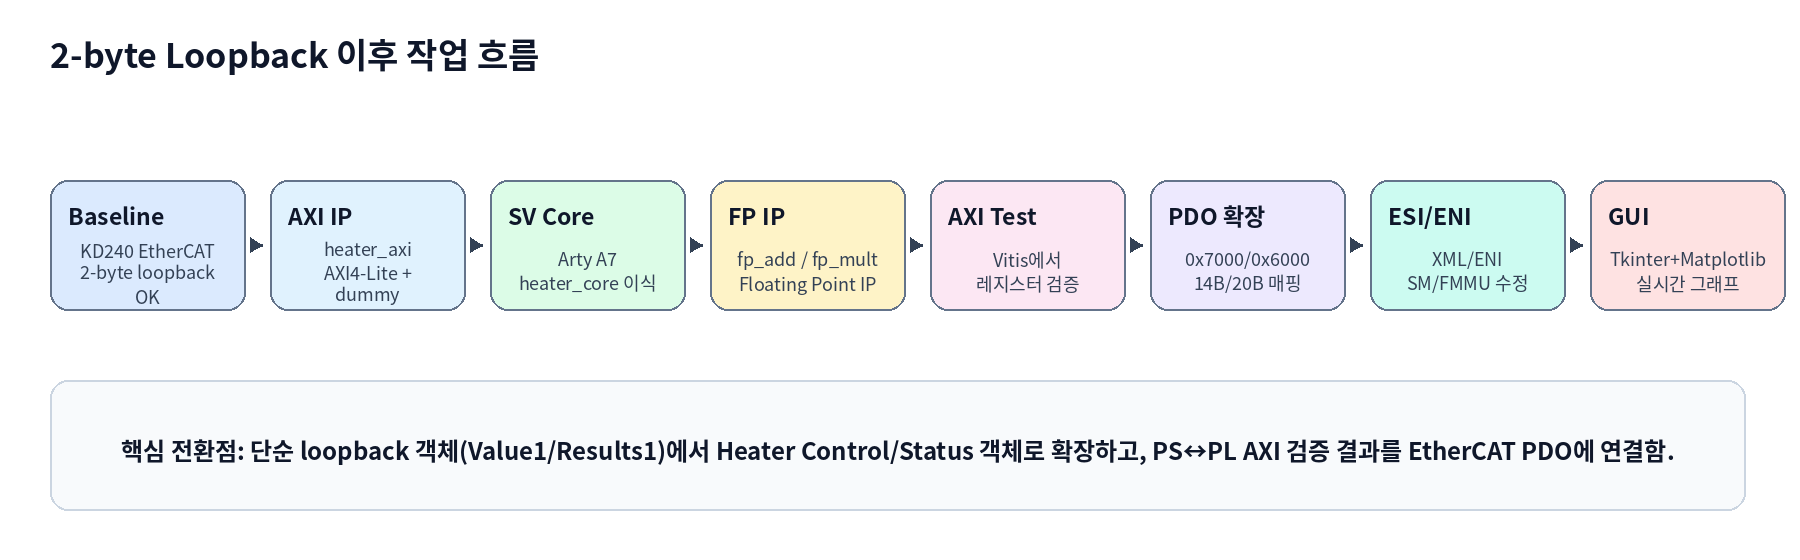 2-byte Loopback 이후 작업 흐름
Baseline
KD240 EtherCAT
2-byte loopback
OK
AXI IP
heater_axi
AXI4-Lite +
dummy
SV Core
Arty A7
heater_core 이식
FP IP
fp_add / fp_mult
Floating Point IP
AXI Test
Vitis에서
레지스터 검증
PDO 확장
0x7000/0x6000
14B/20B 매핑
ESI/ENI
XML/ENI
SM/FMMU 수정
GUI
Tkinter+Matplotlib
실시간 그래프
핵심 전환점: 단순 loopback 객체(Value1/Results1)에서 Heater Control/Status 객체로 확장하고, PS↔PL AXI 검증 결과를 EtherCAT PDO에 연결함.